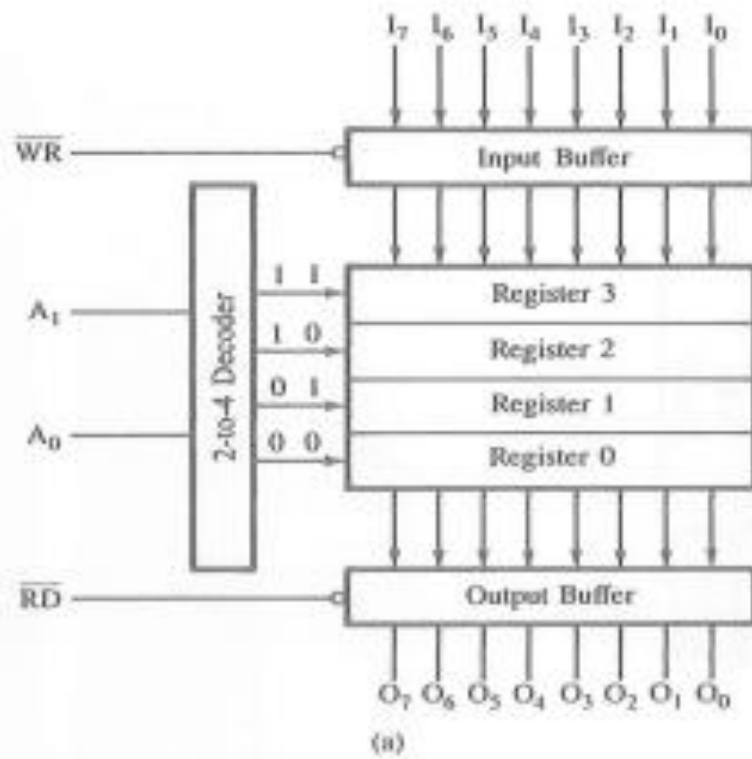 I₇ I₆ I₅ I₄ I₃ I₂ I₁ I₀
W̅R̅
Input Buffer
2-to-4 Decoder
A₁
A₀
1 1
1 0
0 1
0 0
Register 3
Register 2
Register 1
Register 0
R̅D̅
Output Buffer
O₇ O₆ O₅ O₄ O₃ O₂ O₁ O₀
(a)